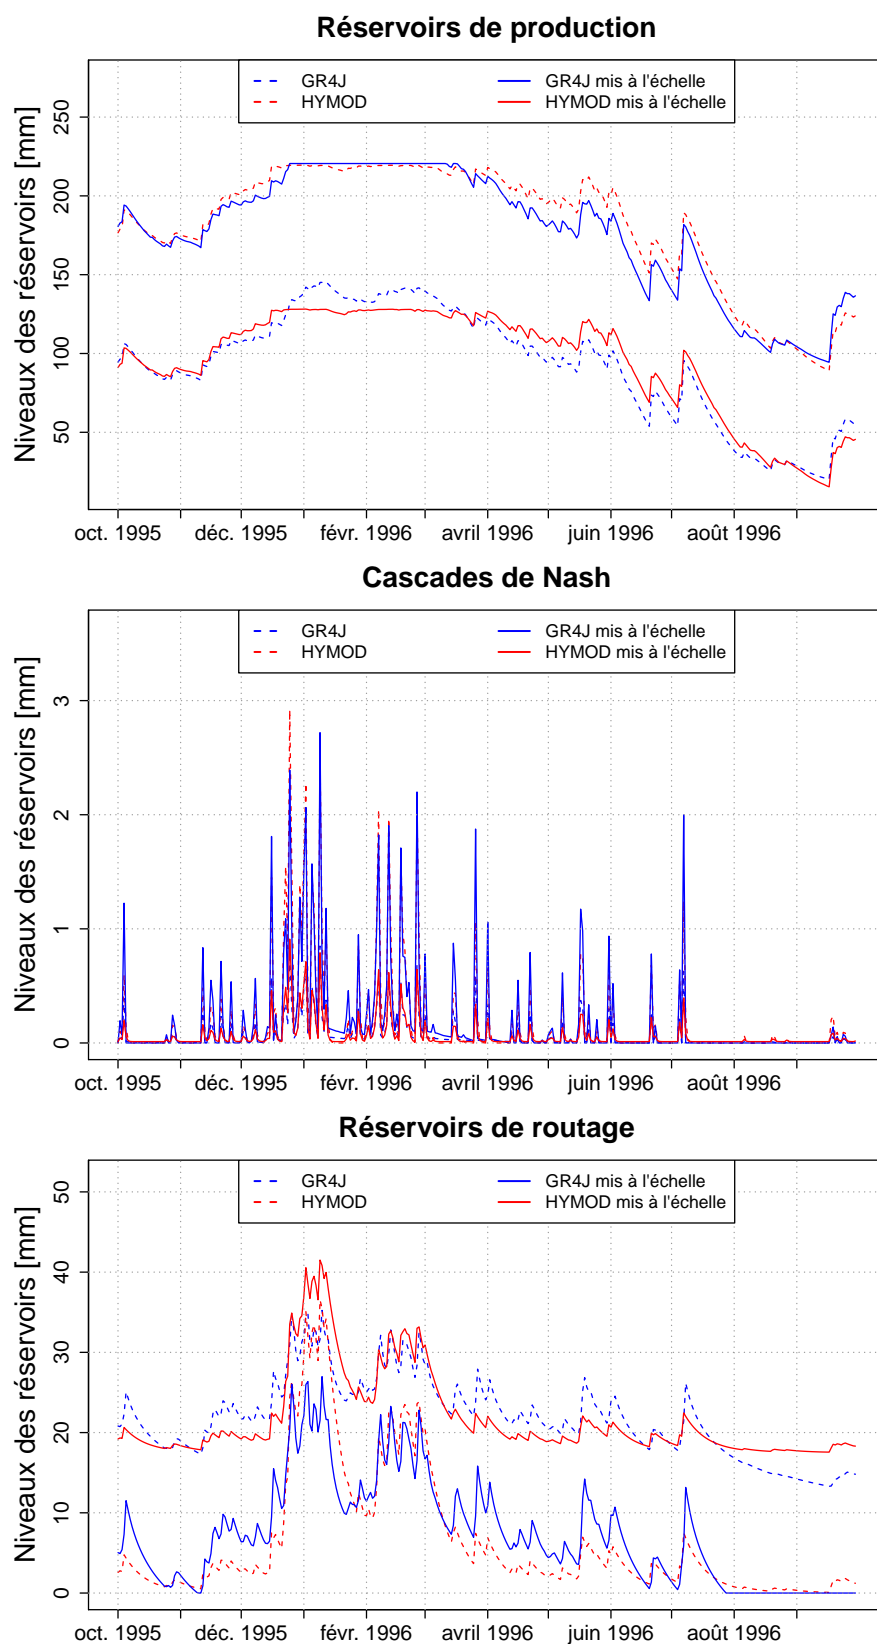 Réservoirs de production
Niveaux des réservoirs [mm]
GR4J
HYMOD
GR4J mis à l'échelle
HYMOD mis à l'échelle
250
200
150
100
50
oct. 1995
déc. 1995
févr. 1996
avril 1996
juin 1996
août 1996
Cascades de Nash
Niveaux des réservoirs [mm]
GR4J
HYMOD
GR4J mis à l'échelle
HYMOD mis à l'échelle
3
2
1
0
oct. 1995
déc. 1995
févr. 1996
avril 1996
juin 1996
août 1996
Réservoirs de routage
Niveaux des réservoirs [mm]
GR4J
HYMOD
GR4J mis à l'échelle
HYMOD mis à l'échelle
50
40
30
20
10
0
oct. 1995
déc. 1995
févr. 1996
avril 1996
juin 1996
août 1996